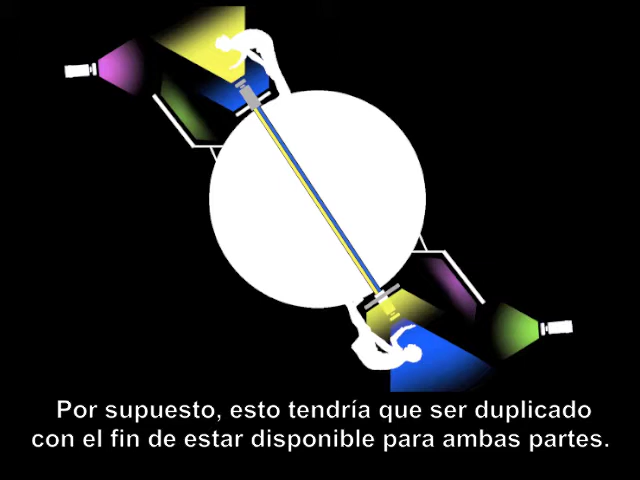 Por supuesto, esto tendría que ser duplicado
con el fin de estar disponible para ambas partes.